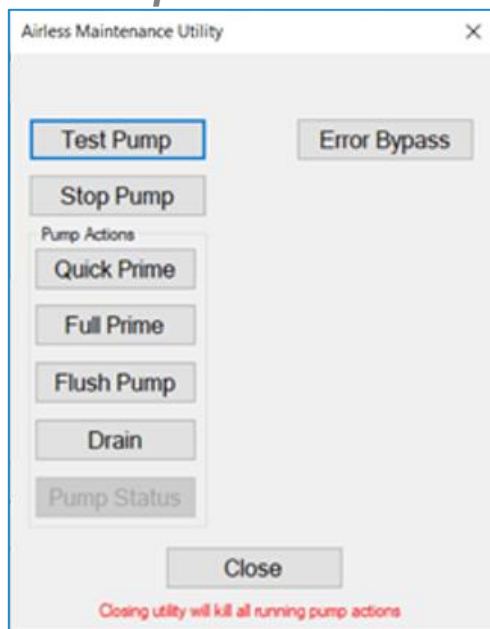 Airless Maintenance Utility
Test Pump
Error Bypass
Stop Pump
Pump Actions
Quick Prime
Full Prime
Flush Pump
Drain
Pump Status
Close
Closing utility will kill all running pump actions